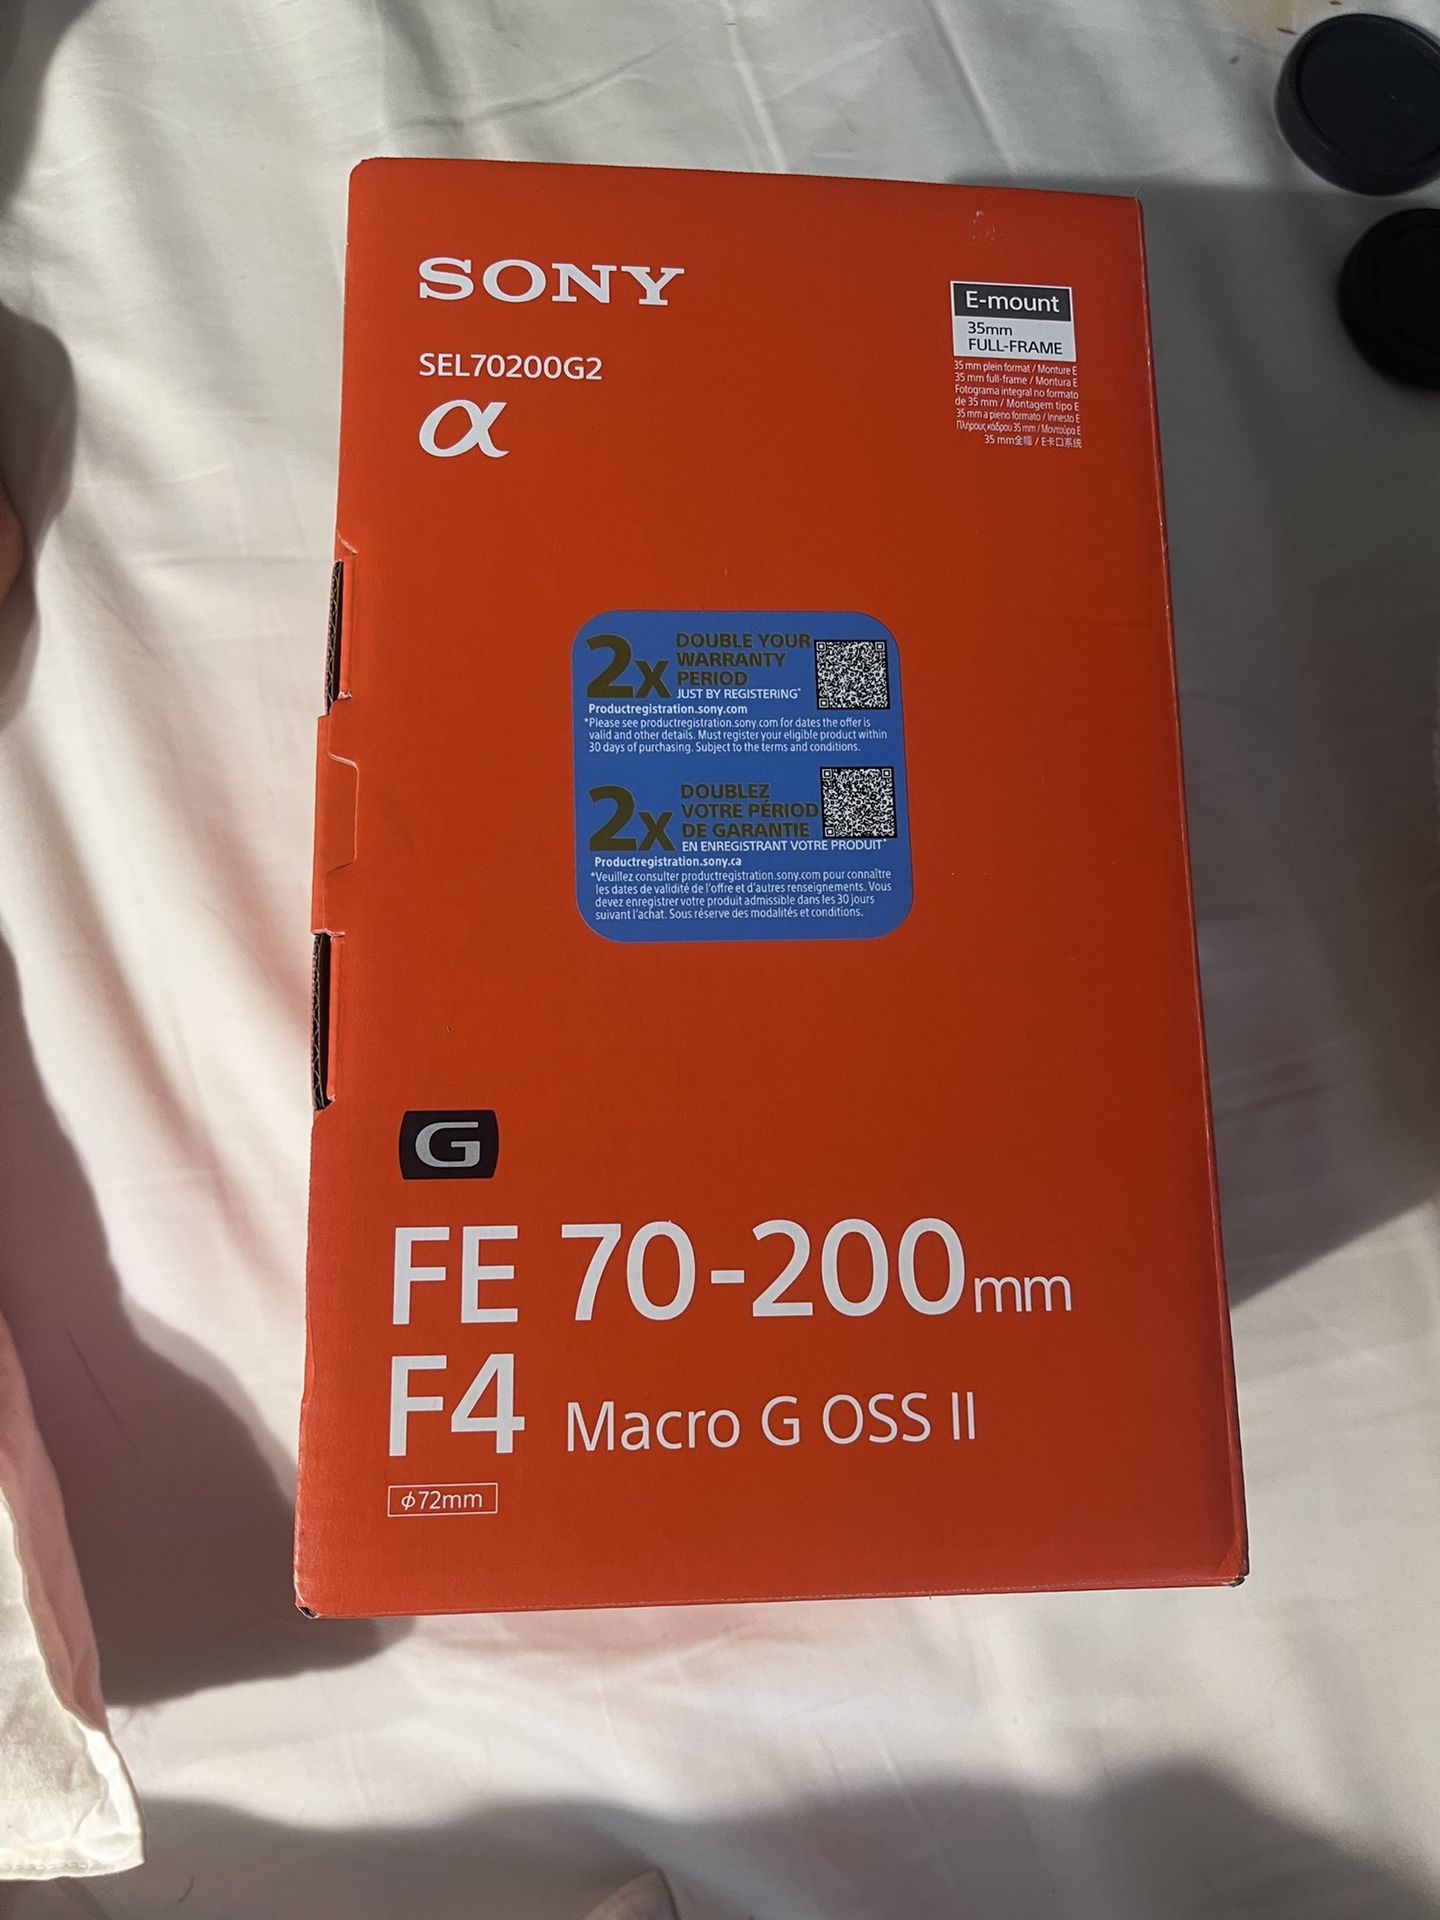 SONY
SEL70200G2
α
E-mount
35mm
FULL-FRAME
35 mm plein format / Monture E
35 mm full-frame / Montura E
Fotograma integral no formato
de 35 mm / Montagem tipo E
35 mm a pieno formato / Innesto E
Πλήρους κάδρου 35 mm / Μοντούρα E
35 mm全幅 / E卡口系统
2x
DOUBLE YOUR
WARRANTY
PERIOD
JUST BY REGISTERING*
Productregistration.sony.com
*Please see productregistration.sony.com for dates the offer is
valid and other details. Must register your eligible product within
30 days of purchasing. Subject to the terms and conditions.
2x
DOUBLEZ
VOTRE PÉRIOD
DE GARANTIE
EN ENREGISTRANT VOTRE PRODUIT*
Productregistration.sony.ca
*Veuillez consulter productregistration.sony.com pour connaître
les dates de validité de l'offre et d'autres renseignements. Vous
devez enregistrer votre produit admissible dans les 30 jours
suivant l'achat. Sous réserve des modalités et conditions.
G
FE 70-200mm
F4 Macro G OSS II
ϕ72mm